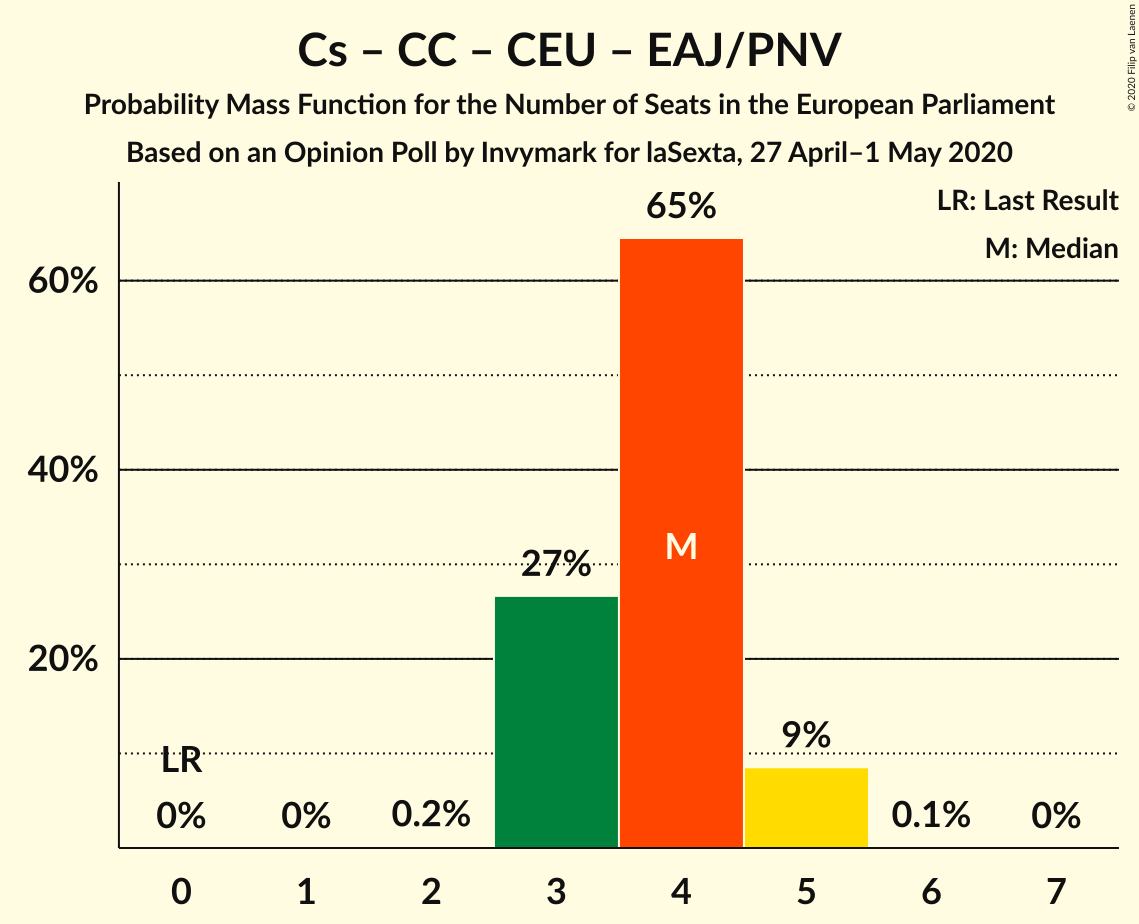 Cs – CC – CEU – EAJ/PNV
Probability Mass Function for the Number of Seats in the European Parliament
Based on an Opinion Poll by Invymark for laSexta, 27 April–1 May 2020
© 2020 Filip van Laenen
LR: Last Result
M: Median
65%
60%
40%
M
27%
20%
9%
LR
0% 0% 0.2% 0.1% 0%
0 1 2 3 4 5 6 7